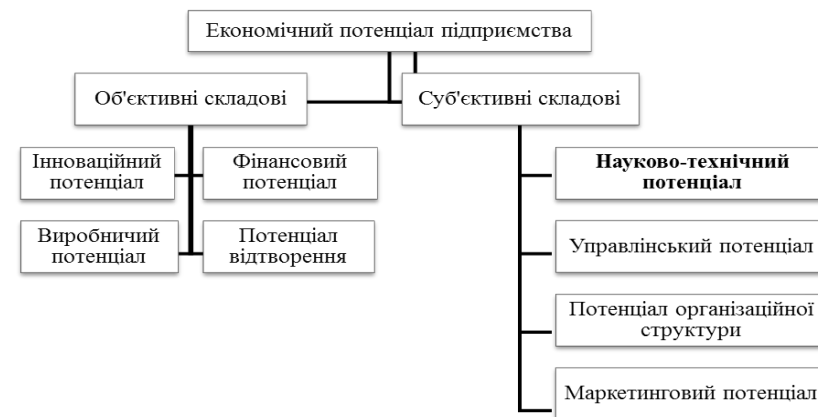 Економічний потенціал підприємства
Об'єктивні складові
Суб'єктивні складові
Інноваційний
потенціал
Фінансовий
потенціал
Виробничий
потенціал
Потенціал
відтворення
Науково-технічний
потенціал
Управлінський потенціал
Потенціал організаційної
структури
Маркетинговий потенціал